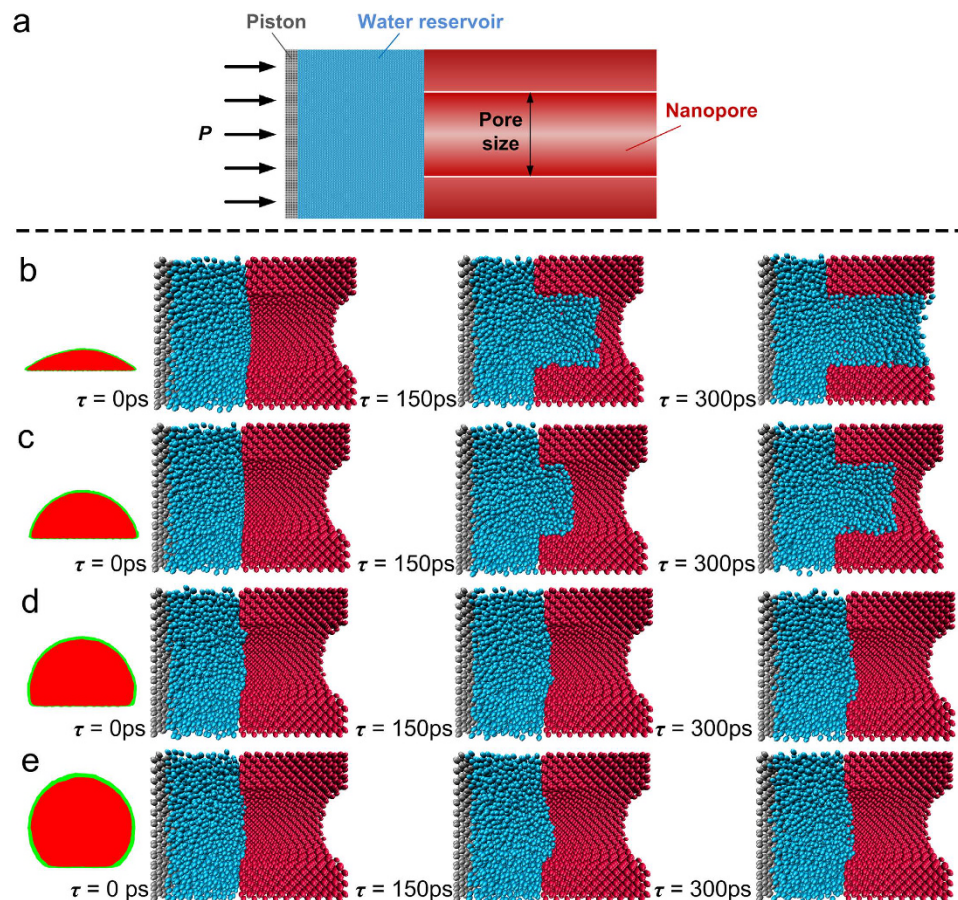 a
Piston
Water reservoir
P
Pore
size
Nanopore
b
τ = 0ps
τ = 150ps
τ = 300ps
c
τ = 0ps
τ = 150ps
τ = 300ps
d
τ = 0ps
τ = 150ps
τ = 300ps
e
τ = 0 ps
τ = 150ps
τ = 300ps